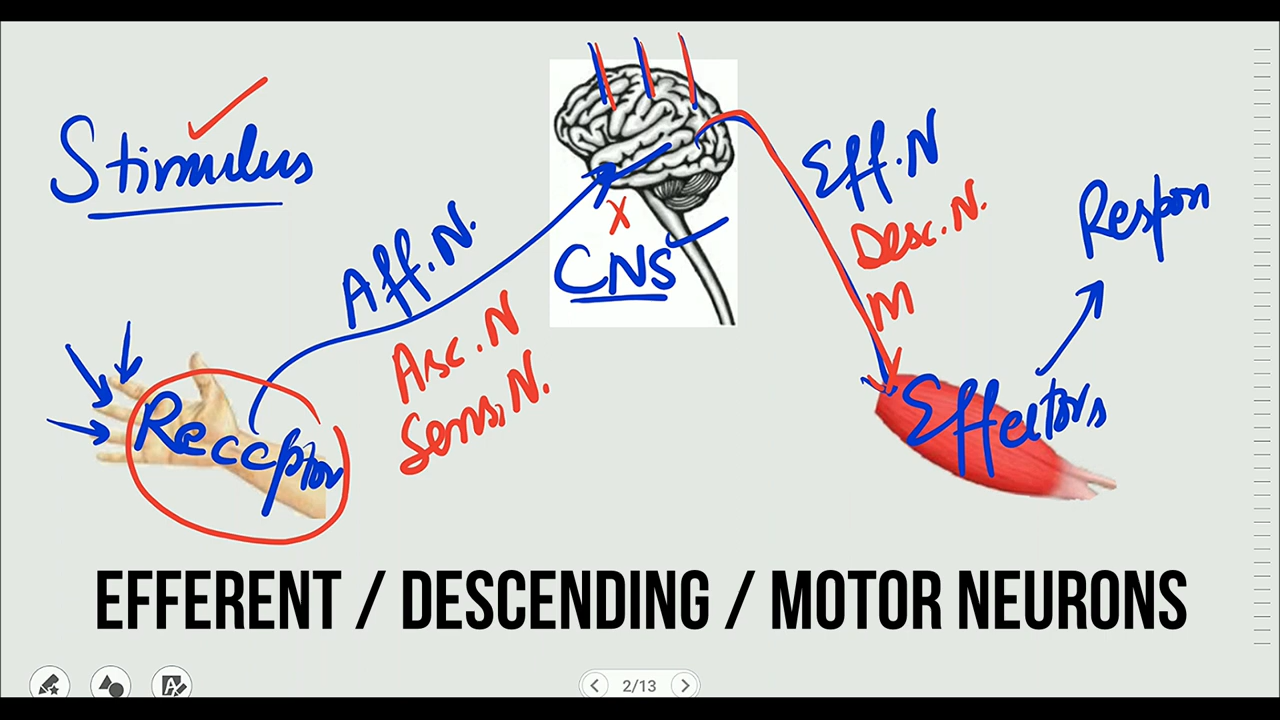 Stimulus
Aff.N.
Asc.N
Sens.N.
Receptor
X
CNS
Eff.N
Desc.N.
M
Effectors
Respon
EFFERENT / DESCENDING / MOTOR NEURONS
A
2/13